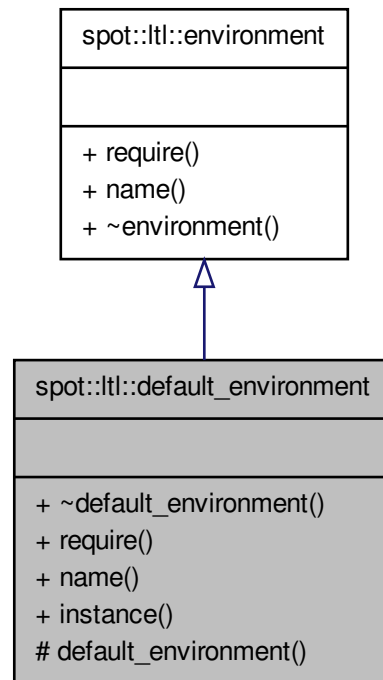 spot::ltl::environment
+ require()
+ name()
+ ~environment()
spot::ltl::default_environment
+ ~default_environment()
+ require()
+ name()
+ instance()
# default_environment()